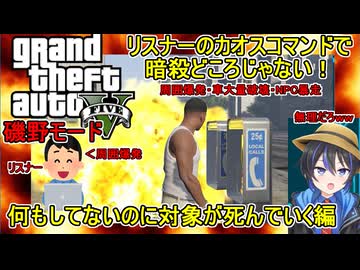 リスナーのカオスコマンドで
暗殺どころじゃない!
周囲爆発・車大量破壊・NPC暴走
grand
theft
auto
V
FIVE
磯野モード
リスナー
<周囲爆発
25¢
LOCAL
CALLS
無理だろww
何もしてないのに対象が死んでいく編